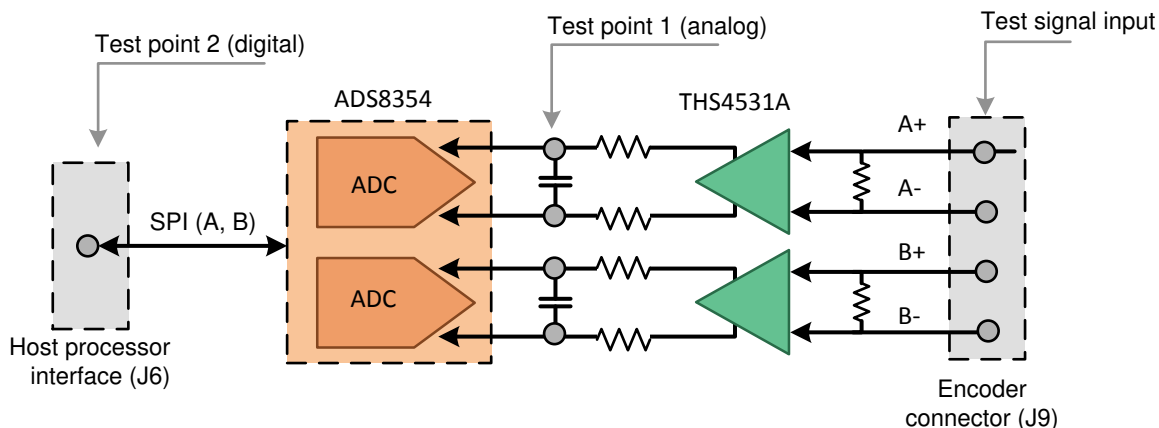 Test point 2 (digital)
Test point 1 (analog)
Test signal input
ADS8354
THS4531A
A+
ADC
A-
SPI (A, B)
B+
ADC
B-
Host processor
interface (J6)
Encoder
connector (J9)